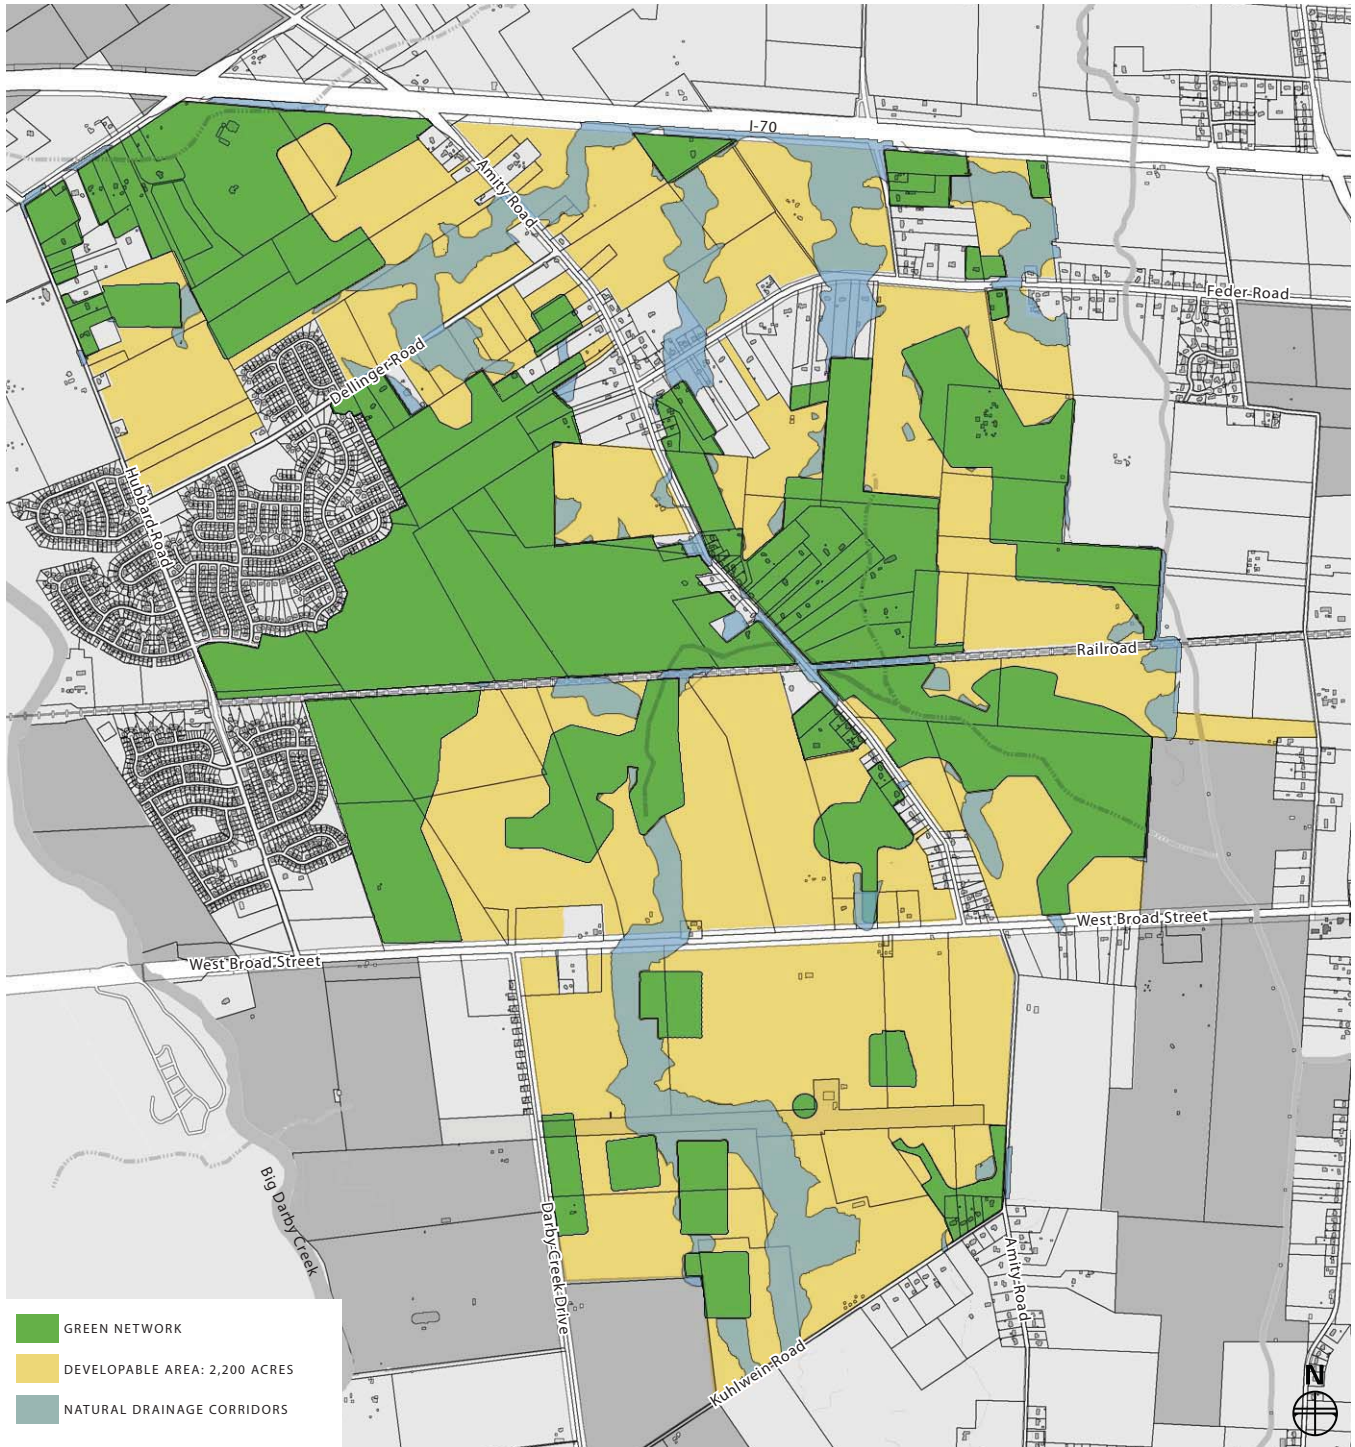 I-70
Amity Road
Feder Road
Dellinger Road
Hubbard Road
Railroad
West Broad Street
West Broad Street
Big Darby Creek
Darby Creek Drive
Amity Road
Kuhlwein Road
GREEN NETWORK
DEVELOPABLE AREA: 2,200 ACRES
NATURAL DRAINAGE CORRIDORS
N